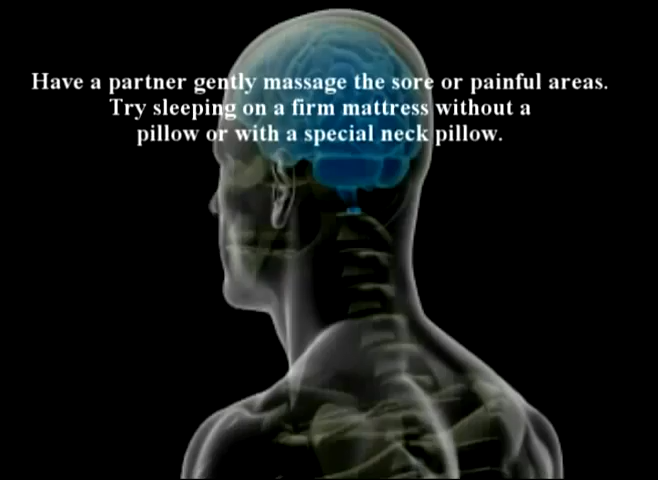 Have a partner gently massage the sore or painful areas.
Try sleeping on a firm mattress without a
pillow or with a special neck pillow.